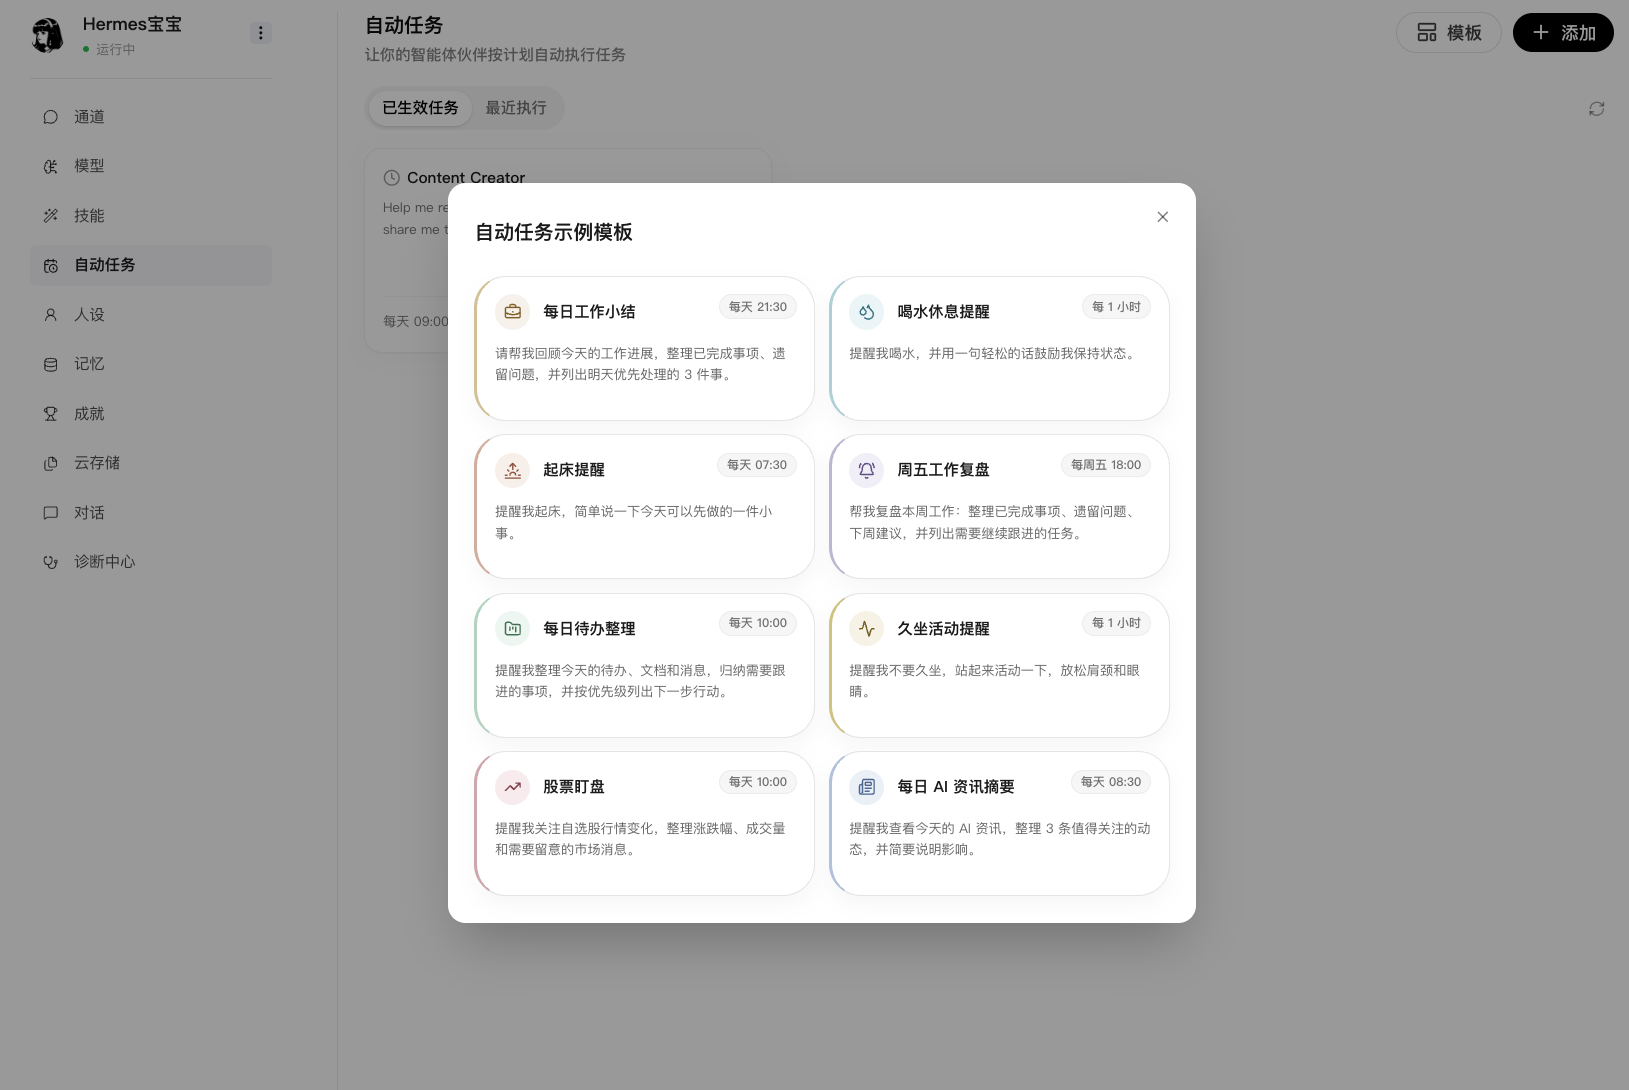 Hermes宝宝
运行中
通道
模型
技能
自动任务
人设
记忆
成就
云存储
对话
诊断中心
自动任务
让你的智能体伙伴按计划自动执行任务
模板
添加
已生效任务
最近执行
Content Creator
Help me re
share me t
每天 09:00
自动任务示例模板
每日工作小结
每天 21:30
请帮我回顾今天的工作进展，整理已完成事项、遗
留问题，并列出明天优先处理的 3 件事。
喝水休息提醒
每 1 小时
提醒我喝水，并用一句轻松的话鼓励我保持状态。
起床提醒
每天 07:30
提醒我起床，简单说一下今天可以先做的一件小
事。
周五工作复盘
每周五 18:00
帮我复盘本周工作：整理已完成事项、遗留问题、
下周建议，并列出需要继续跟进的任务。
每日待办整理
每天 10:00
提醒我整理今天的待办、文档和消息，归纳需要跟
进的事项，并按优先级列出下一步行动。
久坐活动提醒
每 1 小时
提醒我不要久坐，站起来活动一下，放松肩颈和眼
睛。
股票盯盘
每天 10:00
提醒我关注自选股行情变化，整理涨跌幅、成交量
和需要留意的市场消息。
每日 AI 资讯摘要
每天 08:30
提醒我查看今天的 AI 资讯，整理 3 条值得关注的动
态，并简要说明影响。